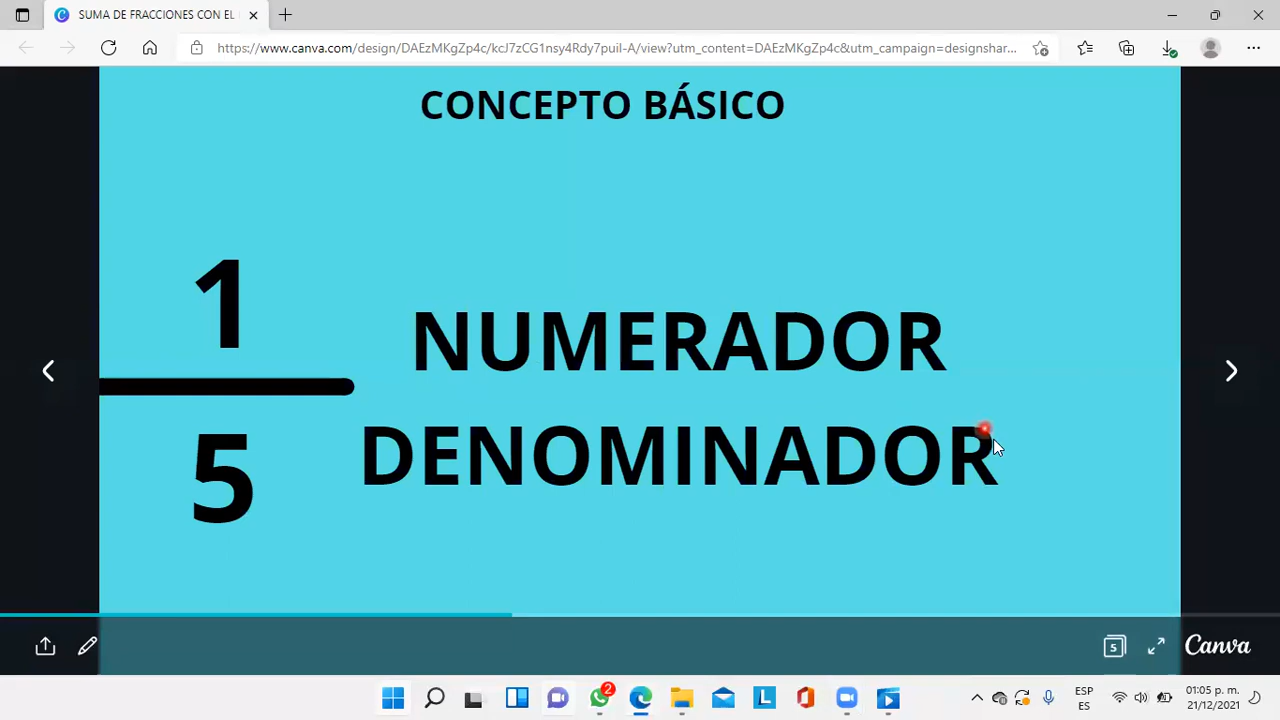 SUMA DE FRACCIONES CON EL
https://www.canva.com/design/DAEzMKgZp4c/kcJ7zCG1nsy4Rdy7puil-A/view?utm_content=DAEzMKgZp4c&utm_campaign=designshar...
CONCEPTO BÁSICO
1
NUMERADOR
5
DENOMINADOR
5
Canva
2
L
ESP
ES
01:05 p. m.
21/12/2021